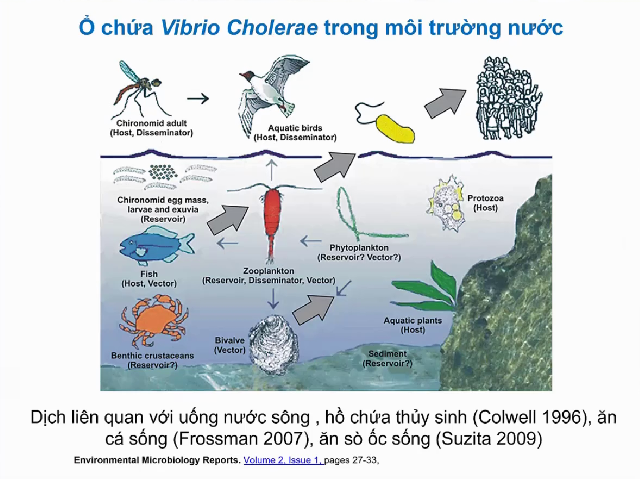 Ổ chứa Vibrio Cholerae trong môi trường nước
Chironomid adult
(Host, Disseminator)
Aquatic birds
(Host, Disseminator)
Chironomid egg mass,
larvae and exuvia
(Reservoir)
Protozoa
(Host)
Phytoplankton
(Reservoir? Vector?)
Fish
(Host, Vector)
Zooplankton
(Reservoir, Disseminator, Vector)
Aquatic plants
(Host)
Bivalve
(Vector)
Benthic crustaceans
(Reservoir?)
Sediment
(Reservoir?)
Dịch liên quan với uống nước sông , hồ chứa thủy sinh (Colwell 1996), ăn
cá sống (Frossman 2007), ăn sò ốc sống (Suzita 2009)
Environmental Microbiology Reports. Volume 2, Issue 1, pages 27-33,